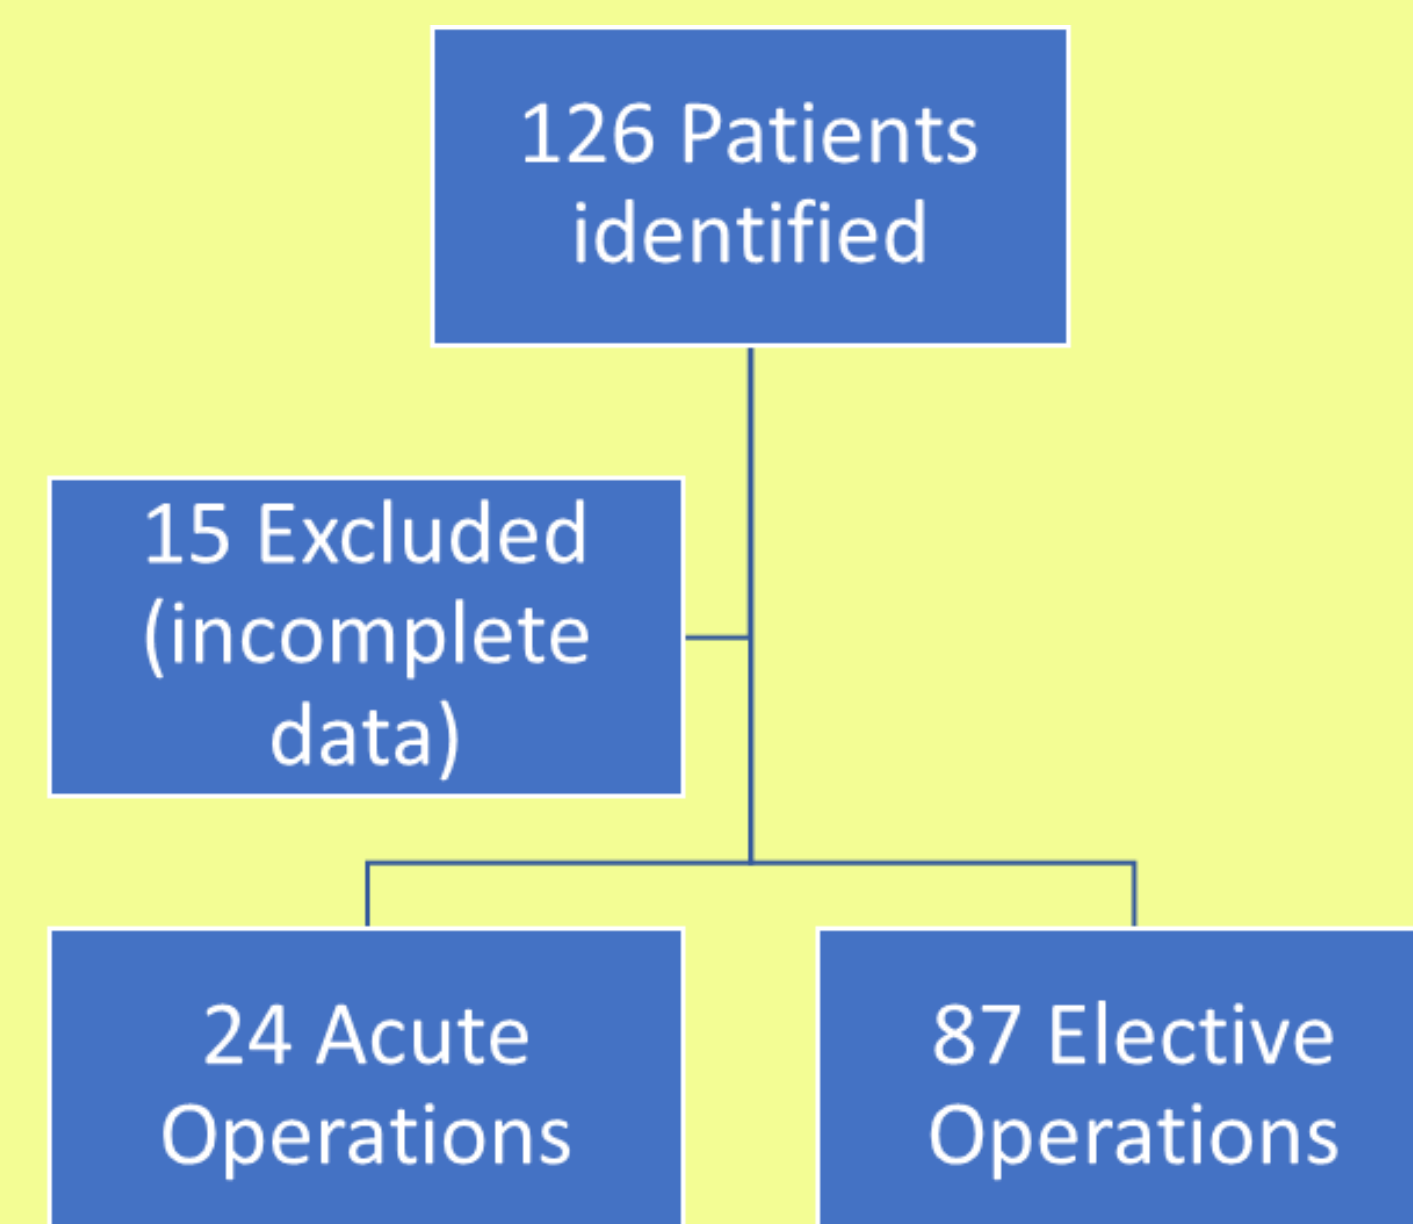 126 Patients
identified
15 Excluded
(incomplete
data)
24 Acute
Operations
87 Elective
Operations